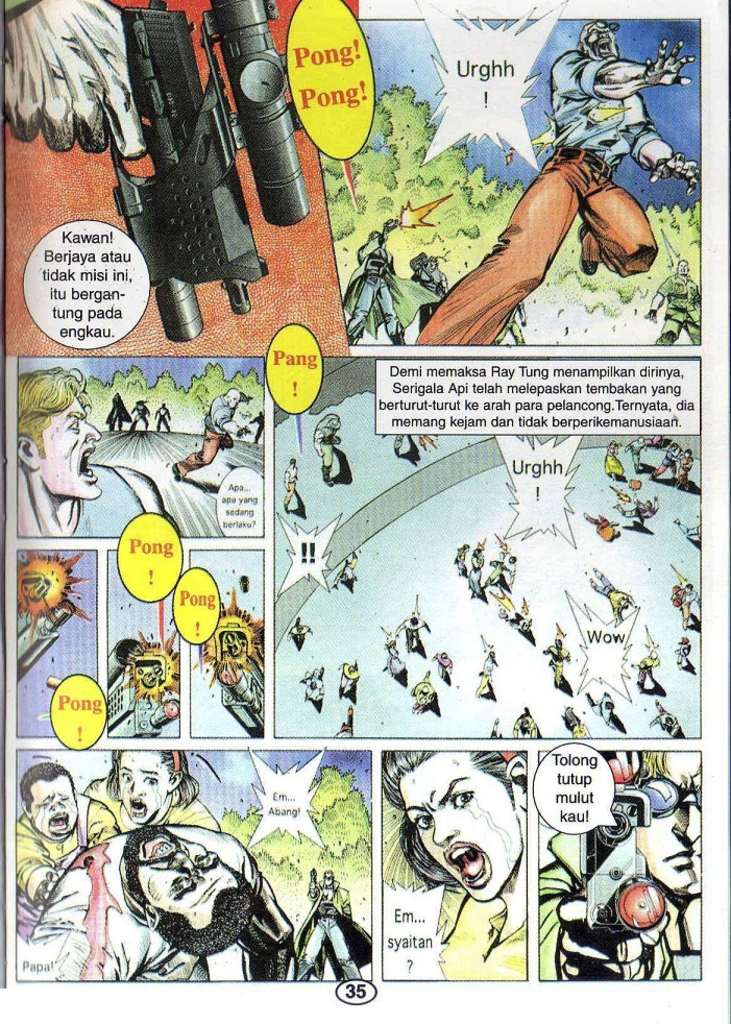 Pong!
Pong!
Urghh
!
Kawan!
Berjaya atau
tidak misi ini,
itu bergan-
tung pada
engkau.
Apa...
apa yang
sedang
berlaku?
Pang
!
Demi memaksa Ray Tung menampilkan dirinya,
Serigala Api telah melepaskan tembakan yang
berturut-turut ke arah para pelancong.Ternyata, dia
memang kejam dan tidak berperikemanusiaan.
Urghh
!
!!
Wow
Pong
!
Pong
!
Pong
!
Em...
Abang!
Papa!
Em...
syaitan
?
Tolong
tutup
mulut
kau!
35